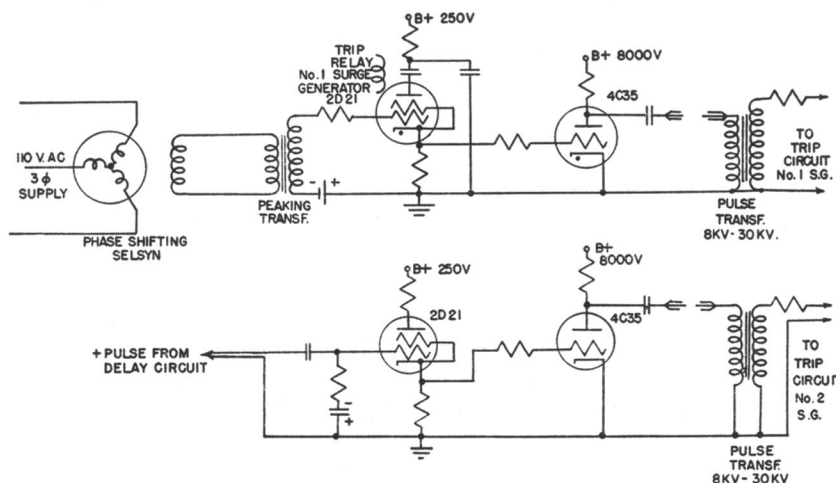 B+ 250V
TRIP
RELAY
No.1 SURGE
GENERATOR
2D21
B+ 8000V
4C35
110 V. AC
3 ϕ
SUPPLY
PHASE SHIFTING
SELSYN
PEAKING
TRANSF.
- +
TO
TRIP
CIRCUIT
No.1 S.G.
PULSE
TRANSF.
8KV-30KV.
B+ 250V
2D21
B+
8000V
4C35
+ PULSE FROM
DELAY CIRCUIT
-
+
TO
TRIP
CIRCUIT
No. 2
S.G.
PULSE
TRANSF.
8KV-30KV